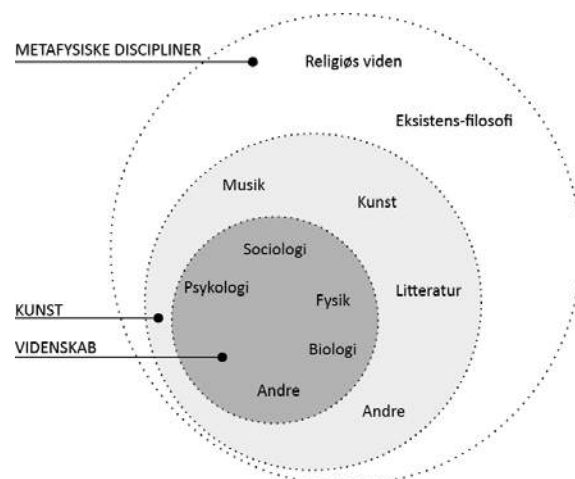 METAFYSISKE DISCIPLINER
Religiøs viden
Eksistens-filosofi
Musik
Kunst
Sociologi
Psykologi
Fysik
Litteratur
KUNST
VIDENSKAB
Biologi
Andre
Andre